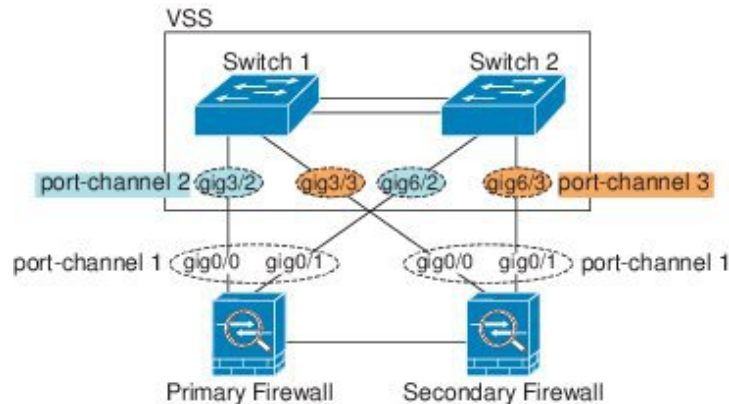 VSS
Switch 1
Switch 2
port-channel 2
gig3/2
gig3/3
gig6/2
gig6/3
port-channel 3
port-channel 1
gig0/0
gig0/1
gig0/0
gig0/1
port-channel 1
Primary Firewall
Secondary Firewall